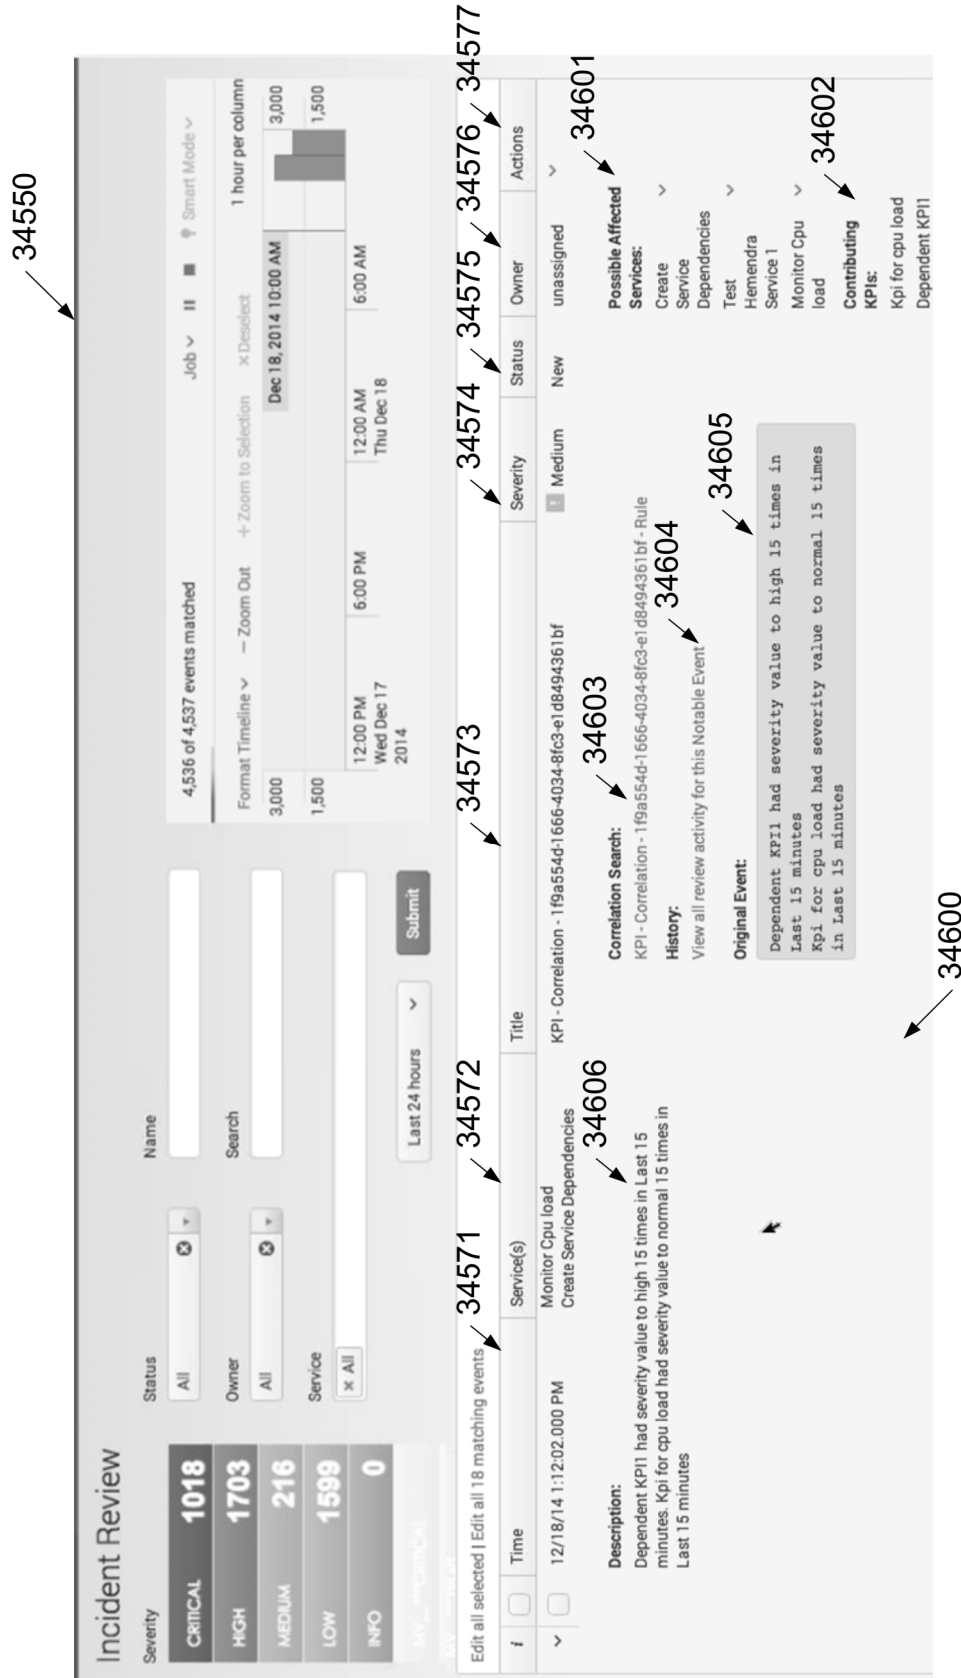 34550
Incident Review
Severity
CRITICAL 1018
HIGH 1703
MEDIUM 216
LOW 1599
INFO 0
MY__***CRITICAL
Status
All
Name
Owner
All
Search
Service
× All
Last 24 hours
Submit
4,536 of 4,537 events matched
Job
Smart Mode
Format Timeline
– Zoom Out
+ Zoom to Selection
× Deselect
1 hour per column
Dec 18, 2014 10:00 AM
3,000
1,500
3,000
1,500
12:00 PM
Wed Dec 17
2014
6:00 PM
12:00 AM
Thu Dec 18
6:00 AM
Edit all selected | Edit all 18 matching events
34571
34572
34573
34574
34575
34576
34577
i Time Service(s) Title Severity Status Owner Actions
12/18/14 1:12:02.000 PM
Monitor Cpu load
Create Service Dependencies
KPI - Correlation - 1f9a554d-1666-4034-8fc3-e1d8494361bf
! Medium
New
unassigned
34606
Description:
Dependent KPI1 had severity value to high 15 times in Last 15
minutes. Kpi for cpu load had severity value to normal 15 times in
Last 15 minutes
34603
Correlation Search:
KPI - Correlation - 1f9a554d-1666-4034-8fc3-e1d8494361bf - Rule
34604
History:
View all review activity for this Notable Event
34605
Original Event:
Dependent KPI1 had severity value to high 15 times in
Last 15 minutes
Kpi for cpu load had severity value to normal 15 times
in Last 15 minutes
34601
Possible Affected
Services:
Create
Service
Dependencies
Test
Hemendra
Service 1
Monitor Cpu
load
34602
Contributing
KPIs:
Kpi for cpu load
Dependent KPI1
34600